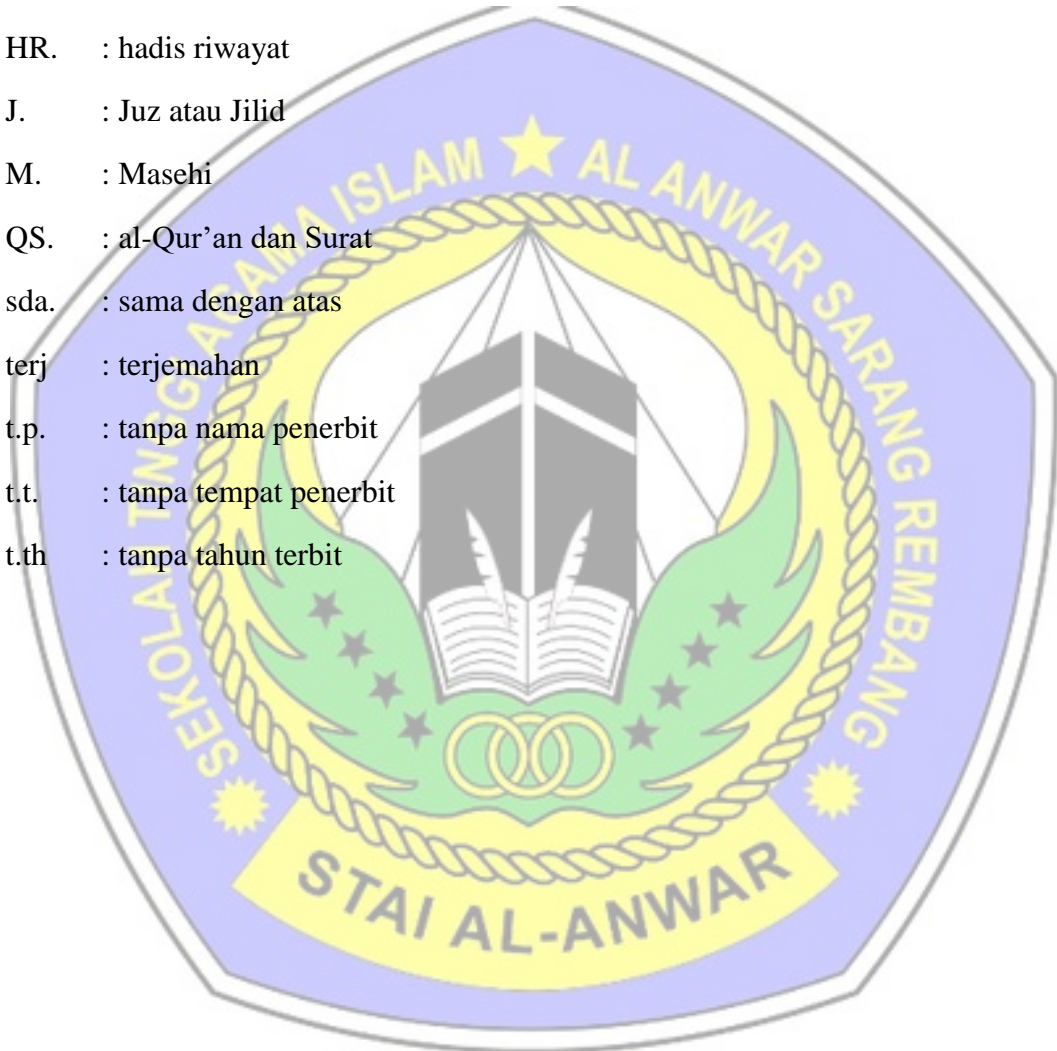 HR. : hadis riwayat
J. : Juz atau Jilid
M. : Masehi
QS. : al-Qur’an dan Surat
sda. : sama dengan atas
terj : terjemahan
t.p. : tanpa nama penerbit
t.t. : tanpa tempat penerbit
t.th : tanpa tahun terbit
SEKOLAH TINGGI AGAMA ISLAM AL ANWAR SARANG REMBANG
STAI AL-ANWAR